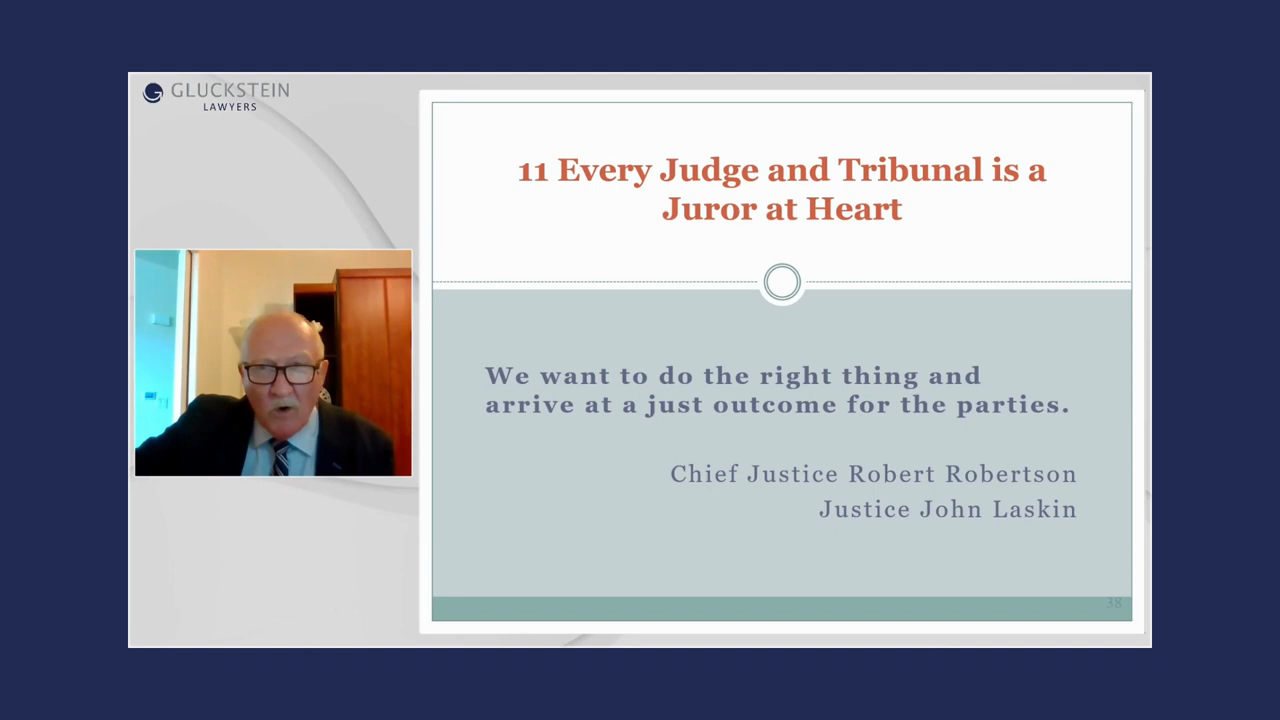 GLUCKSTEIN
LAWYERS
11 Every Judge and Tribunal is a
Juror at Heart
We want to do the right thing and
arrive at a just outcome for the parties.
Chief Justice Robert Robertson
Justice John Laskin
38